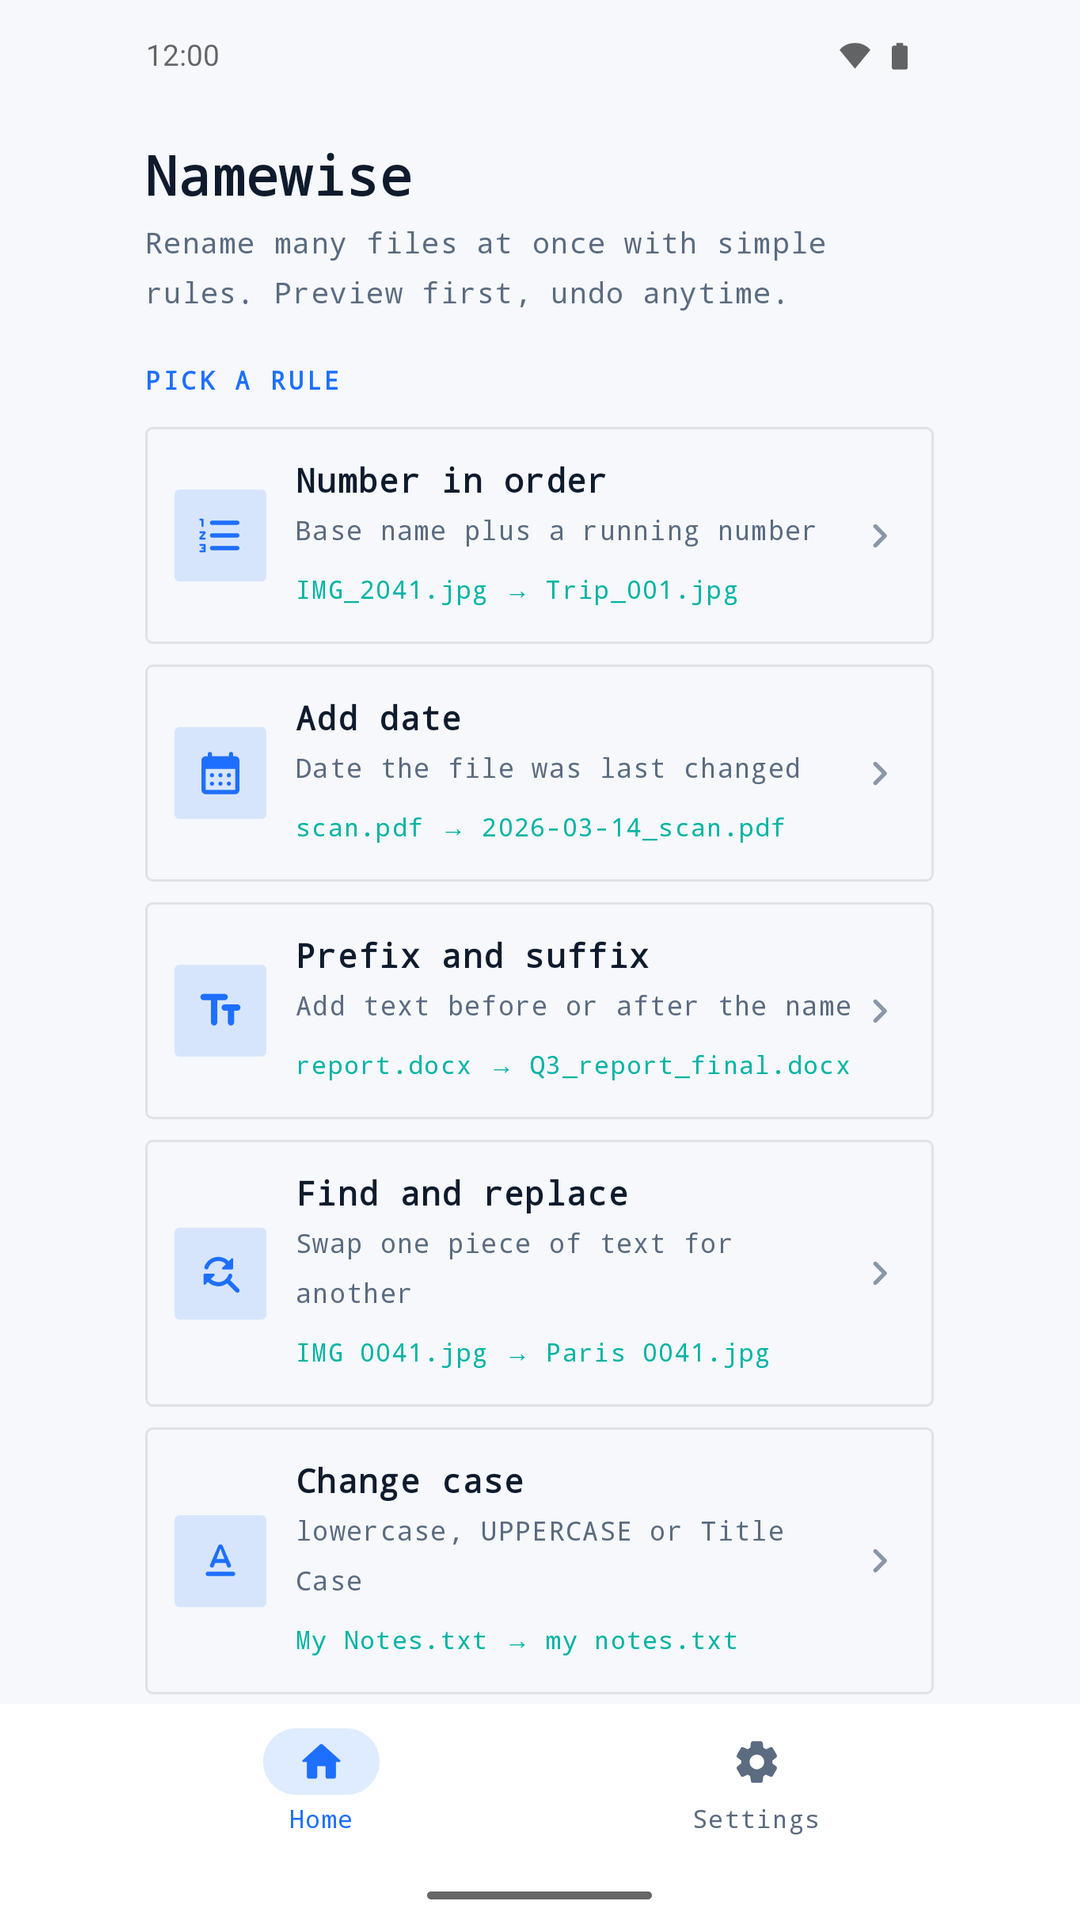 12:00
Namewise
Rename many files at once with simple
rules. Preview first, undo anytime.
PICK A RULE
Number in order
Base name plus a running number
IMG_2041.jpg → Trip_001.jpg
Add date
Date the file was last changed
scan.pdf → 2026-03-14_scan.pdf
Prefix and suffix
Add text before or after the name
report.docx → Q3_report_final.docx
Find and replace
Swap one piece of text for
another
IMG 0041.jpg → Paris 0041.jpg
Change case
lowercase, UPPERCASE or Title
Case
My Notes.txt → my notes.txt
Home
Settings